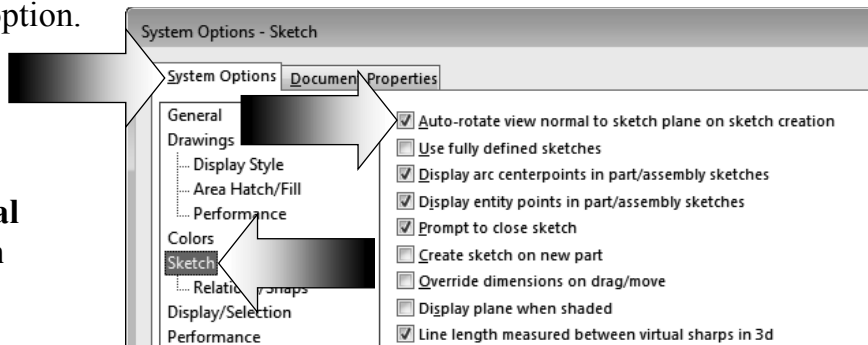 ption.
al
n
System Options - Sketch
System Options
Document Properties
General
Drawings
Display Style
Area Hatch/Fill
Performance
Colors
Sketch
Relations/Snaps
Display/Selection
Performance
Auto-rotate view normal to sketch plane on sketch creation
Use fully defined sketches
Display arc centerpoints in part/assembly sketches
Display entity points in part/assembly sketches
Prompt to close sketch
Create sketch on new part
Override dimensions on drag/move
Display plane when shaded
Line length measured between virtual sharps in 3d